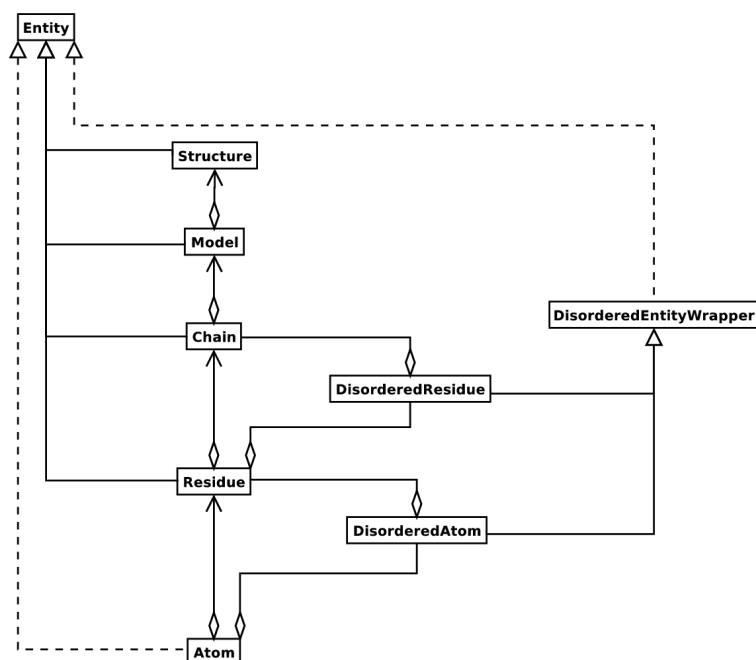 Entity
Structure
Model
Chain
DisorderedEntityWrapper
DisorderedResidue
Residue
DisorderedAtom
Atom